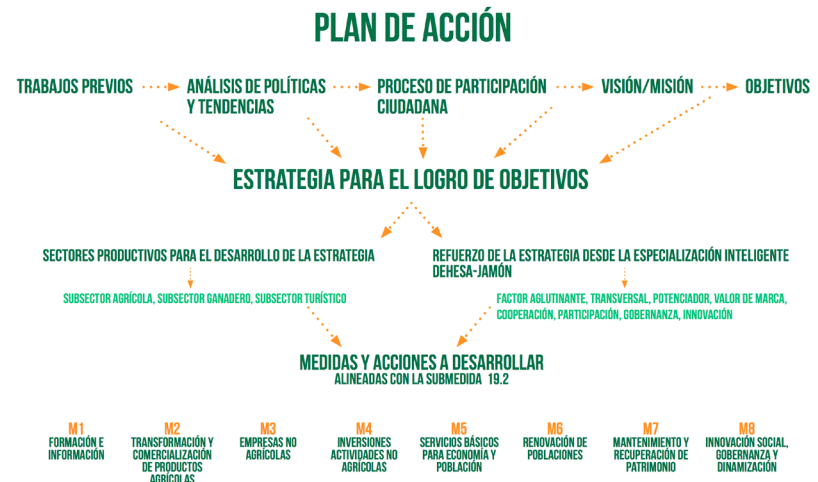 PLAN DE ACCIÓN
TRABAJOS PREVIOS
ANÁLISIS DE POLÍTICAS
Y TENDENCIAS
PROCESO DE PARTICIPACIÓN
CIUDADANA
VISIÓN/MISIÓN
OBJETIVOS
ESTRATEGIA PARA EL LOGRO DE OBJETIVOS
SECTORES PRODUCTIVOS PARA EL DESARROLLO DE LA ESTRATEGIA
SUBSECTOR AGRÍCOLA, SUBSECTOR GANADERO, SUBSECTOR TURÍSTICO
REFUERZO DE LA ESTRATEGIA DESDE LA ESPECIALIZACIÓN INTELIGENTE
DEHESA-JAMÓN
FACTOR AGLUTINANTE, TRANSVERSAL, POTENCIADOR, VALOR DE MARCA,
COOPERACIÓN, PARTICIPACIÓN, GOBERNANZA, INNOVACIÓN
MEDIDAS Y ACCIONES A DESARROLLAR
ALINEADAS CON LA SUBMEDIDA 19.2
M1
FORMACIÓN E
INFORMACIÓN
M2
TRANSFORMACIÓN Y
COMERCIALIZACIÓN
DE PRODUCTOS
AGRÍCOLAS
M3
EMPRESAS NO
AGRÍCOLAS
M4
INVERSIONES
ACTIVIDADES NO
AGRÍCOLAS
M5
SERVICIOS BÁSICOS
PARA ECONOMÍA Y
POBLACIÓN
M6
RENOVACIÓN DE
POBLACIONES
M7
MANTENIMIENTO Y
RECUPERACIÓN DE
PATRIMONIO
M8
INNOVACIÓN SOCIAL,
GOBERNANZA Y
DINAMIZACIÓN